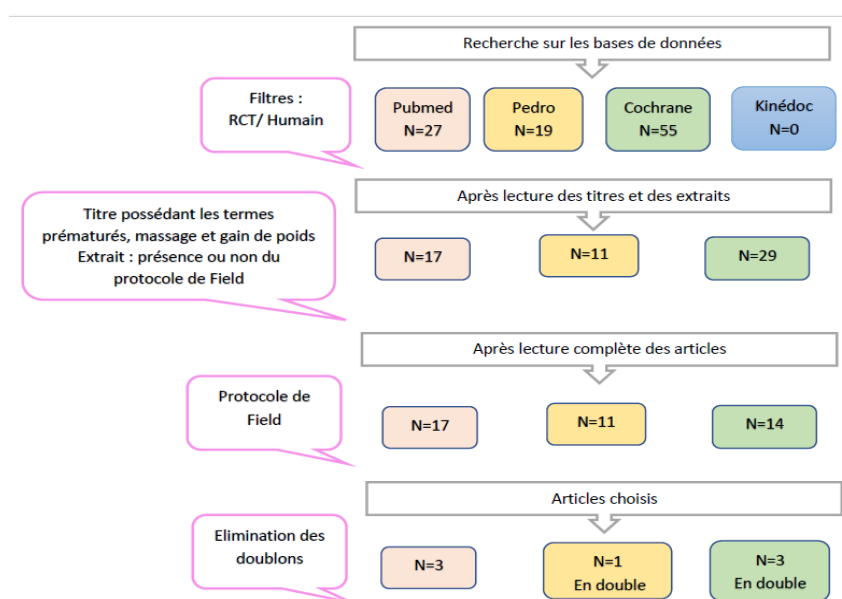 Recherche sur les bases de données
Filtres :
RCT/ Humain
Pubmed
N=27
Pedro
N=19
Cochrane
N=55
Kinédoc
N=0
Après lecture des titres et des extraits
Titre possédant les termes
prématurés, massage et gain de poids
Extrait : présence ou non du
protocole de Field
N=17
N=11
N=29
Après lecture complète des articles
Protocole de
Field
N=17
N=11
N=14
Articles choisis
Elimination des
doublons
N=3
N=1
En double
N=3
En double